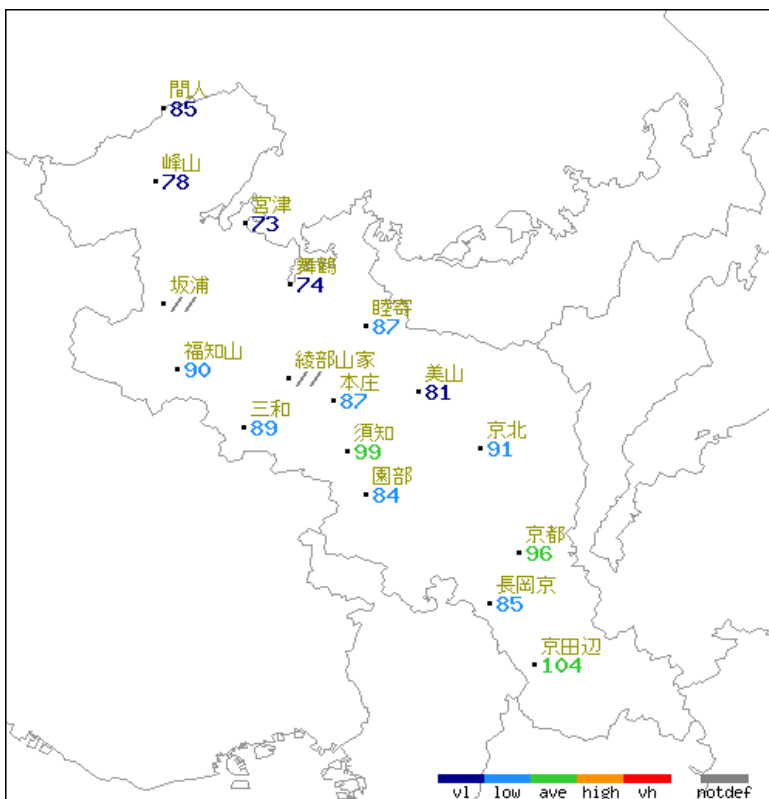 間人
85
峰山
78
宮津
73
舞鶴
74
坂浦
//
睦寄
87
福知山
90
綾部山家
//
本庄
87
美山
81
三和
89
須知
99
京北
91
園部
84
京都
96
長岡京
85
京田辺
104
vl low ave high vh notdef